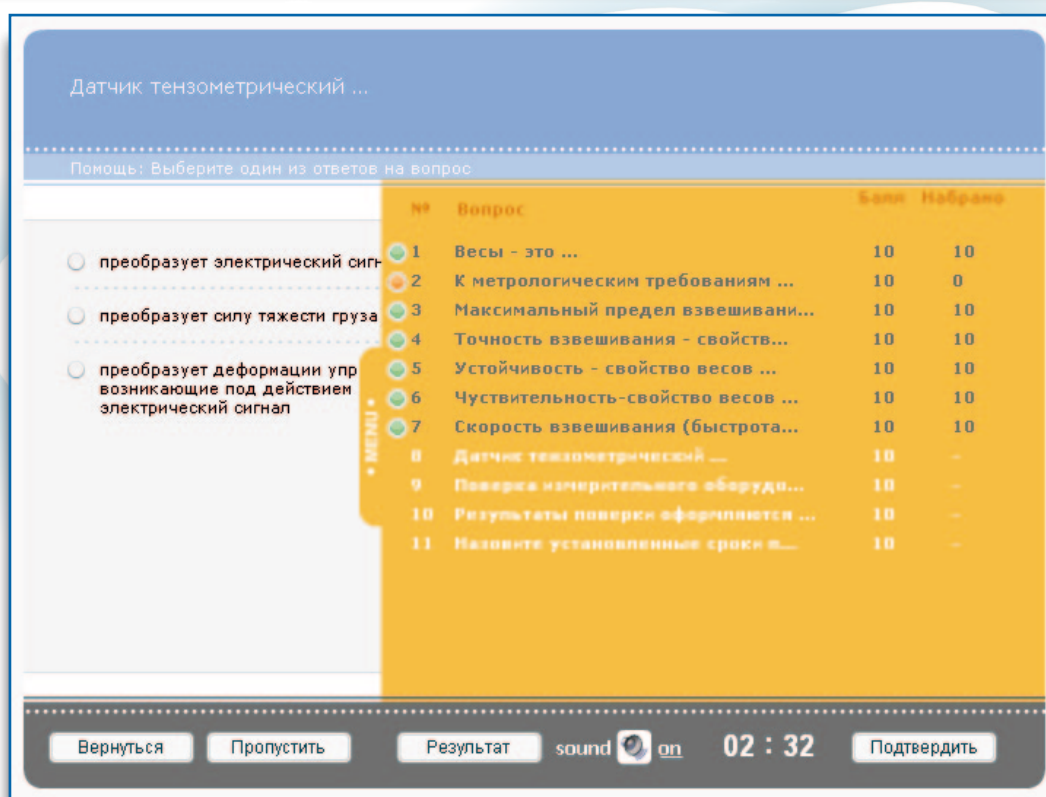 Датчик тензометрический ...
Помощь: Выберите один из ответов на вопрос
преобразует электрический сигн
преобразует силу тяжести груза
преобразует деформации упр
возникающие под действием
электрический сигнал
• MENU •
№ Вопрос Балл Набрано
1 Весы - это ... 10 10
2 К метрологическим требованиям ... 10 0
3 Максимальный предел взвешивани... 10 10
4 Точность взвешивания - свойств... 10 10
5 Устойчивость - свойство весов ... 10 10
6 Чуствительность-свойство весов ... 10 10
7 Скорость взвешивания (быстрота... 10 10
8 Датчик тензометрический ... 10 -
9 Поверка измерительного оборудо... 10 -
10 Результаты поверки оформляются ... 10 -
11 Назовите установленные сроки п... 10 -
Вернуться Пропустить Результат sound on 02 : 32 Подтвердить